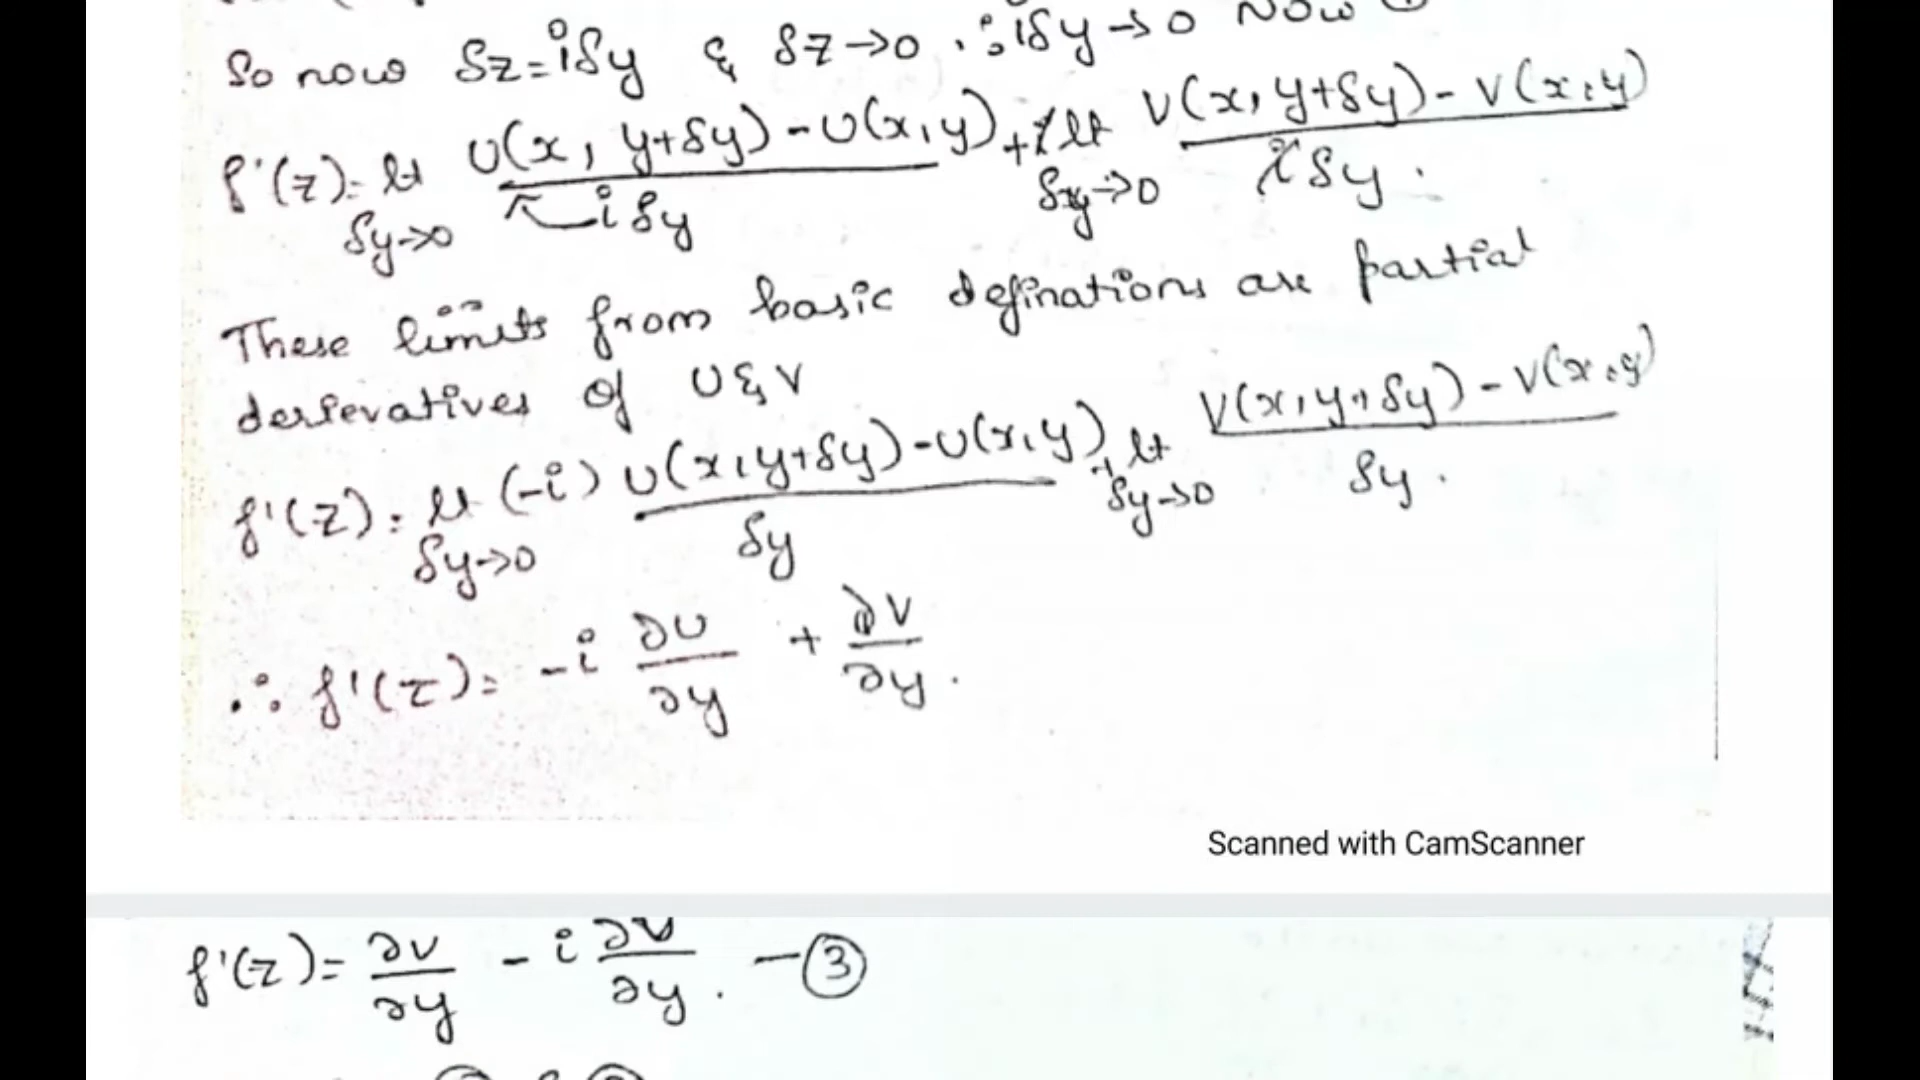 So now δz=iδy & δz→0 ∴iδy→0 Now
f'(z)= lt δy→0 U(x, y+δy)-U(x,y) / iδy + i lt δy→0 V(x, y+δy)-V(x,y) / iδy.
These limits from basic definations are partial
derievatives of U & V
f'(z)= lt δy→0 (-i) U(x,y+δy)-U(x,y) / δy + lt δy→0 V(x,y+δy)-V(x,y) / δy.
∴ f'(z)= -i ∂U/∂y + ∂V/∂y.
Scanned with CamScanner
f'(z)= ∂V/∂y - i ∂U/∂y. -③